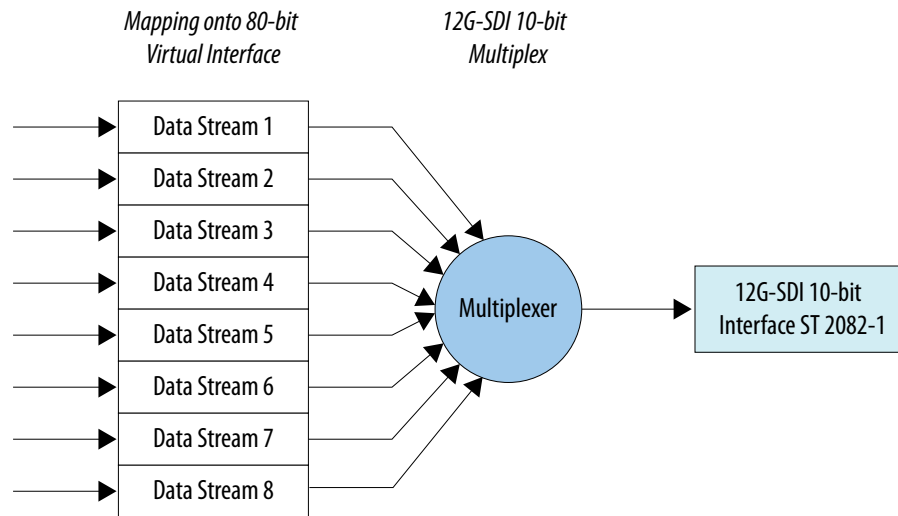 Mapping onto 80-bit
Virtual Interface
12G-SDI 10-bit
Multiplex
Data Stream 1
Data Stream 2
Data Stream 3
Data Stream 4
Data Stream 5
Data Stream 6
Data Stream 7
Data Stream 8
Multiplexer
12G-SDI 10-bit
Interface ST 2082-1